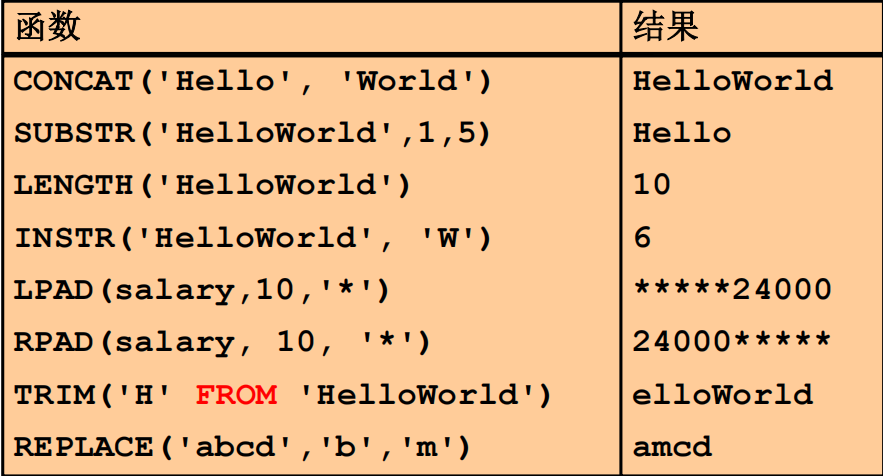 函数 结果
CONCAT('Hello', 'World') HelloWorld
SUBSTR('HelloWorld',1,5) Hello
LENGTH('HelloWorld') 10
INSTR('HelloWorld', 'W') 6
LPAD(salary,10,'*') *****24000
RPAD(salary, 10, '*') 24000*****
TRIM('H' FROM 'HelloWorld') elloWorld
REPLACE('abcd','b','m') amcd